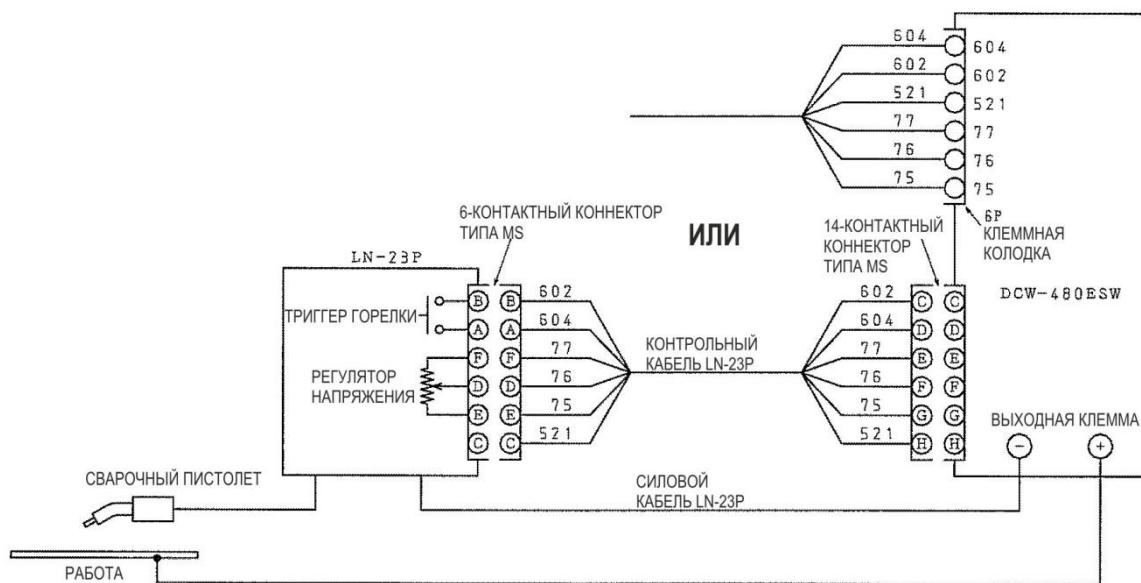 604
604
602
602
521
521
77
77
76
76
75
75
6P
КЛЕММНАЯ
КОЛОДКА
6-КОНТАКТНЫЙ КОННЕКТОР
ТИПА MS
ИЛИ
14-КОНТАКТНЫЙ
КОННЕКТОР
ТИПА MS
LN-23P
DCW-480ESW
ТРИГГЕР ГОРЕЛКИ
B B 602
A A 604
F F 77
D D 76
E E 75
C C 521
РЕГУЛЯТОР
НАПРЯЖЕНИЯ
КОНТРОЛЬНЫЙ
КАБЕЛЬ LN-23P
602 C C
604 D D
77 E E
76 F F
75 G G
521 H H
ВЫХОДНАЯ КЛЕММА
− +
СВАРОЧНЫЙ ПИСТОЛЕТ
СИЛОВОЙ
КАБЕЛЬ LN-23P
РАБОТА